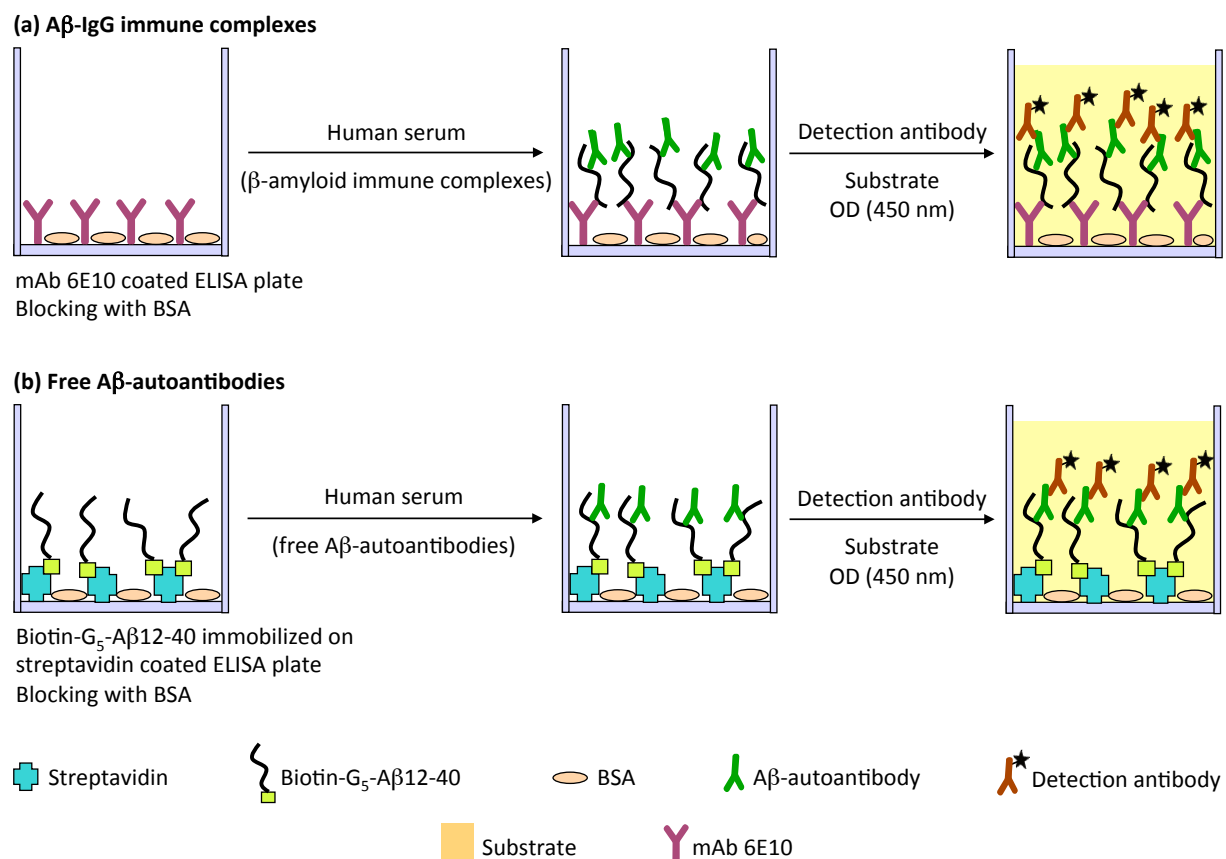 (a) Aβ-IgG immune complexes
Human serum
(β-amyloid immune complexes)
Detection antibody
Substrate
OD (450 nm)
mAb 6E10 coated ELISA plate
Blocking with BSA
(b) Free Aβ-autoantibodies
Human serum
(free Aβ-autoantibodies)
Detection antibody
Substrate
OD (450 nm)
Biotin-G₅-Aβ12-40 immobilized on
streptavidin coated ELISA plate
Blocking with BSA
Streptavidin
Biotin-G₅-Aβ12-40
BSA
Aβ-autoantibody
Detection antibody
Substrate
mAb 6E10